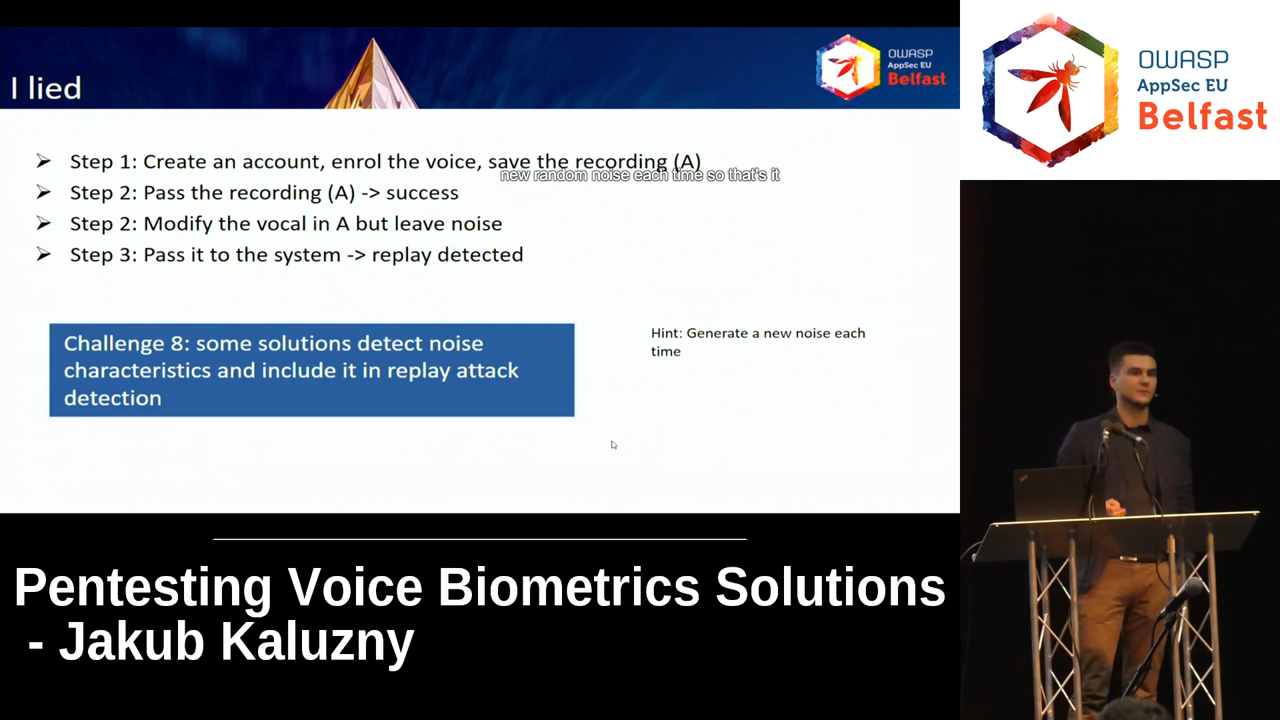 I lied
OWASP
AppSec EU
Belfast
OWASP
AppSec EU
Belfast
Step 1: Create an account, enrol the voice, save the recording (A)
new random noise each time so that's it
Step 2: Pass the recording (A) -> success
Step 2: Modify the vocal in A but leave noise
Step 3: Pass it to the system -> replay detected
Challenge 8: some solutions detect noise
characteristics and include it in replay attack
detection
Hint: Generate a new noise each
time
Pentesting Voice Biometrics Solutions
- Jakub Kaluzny